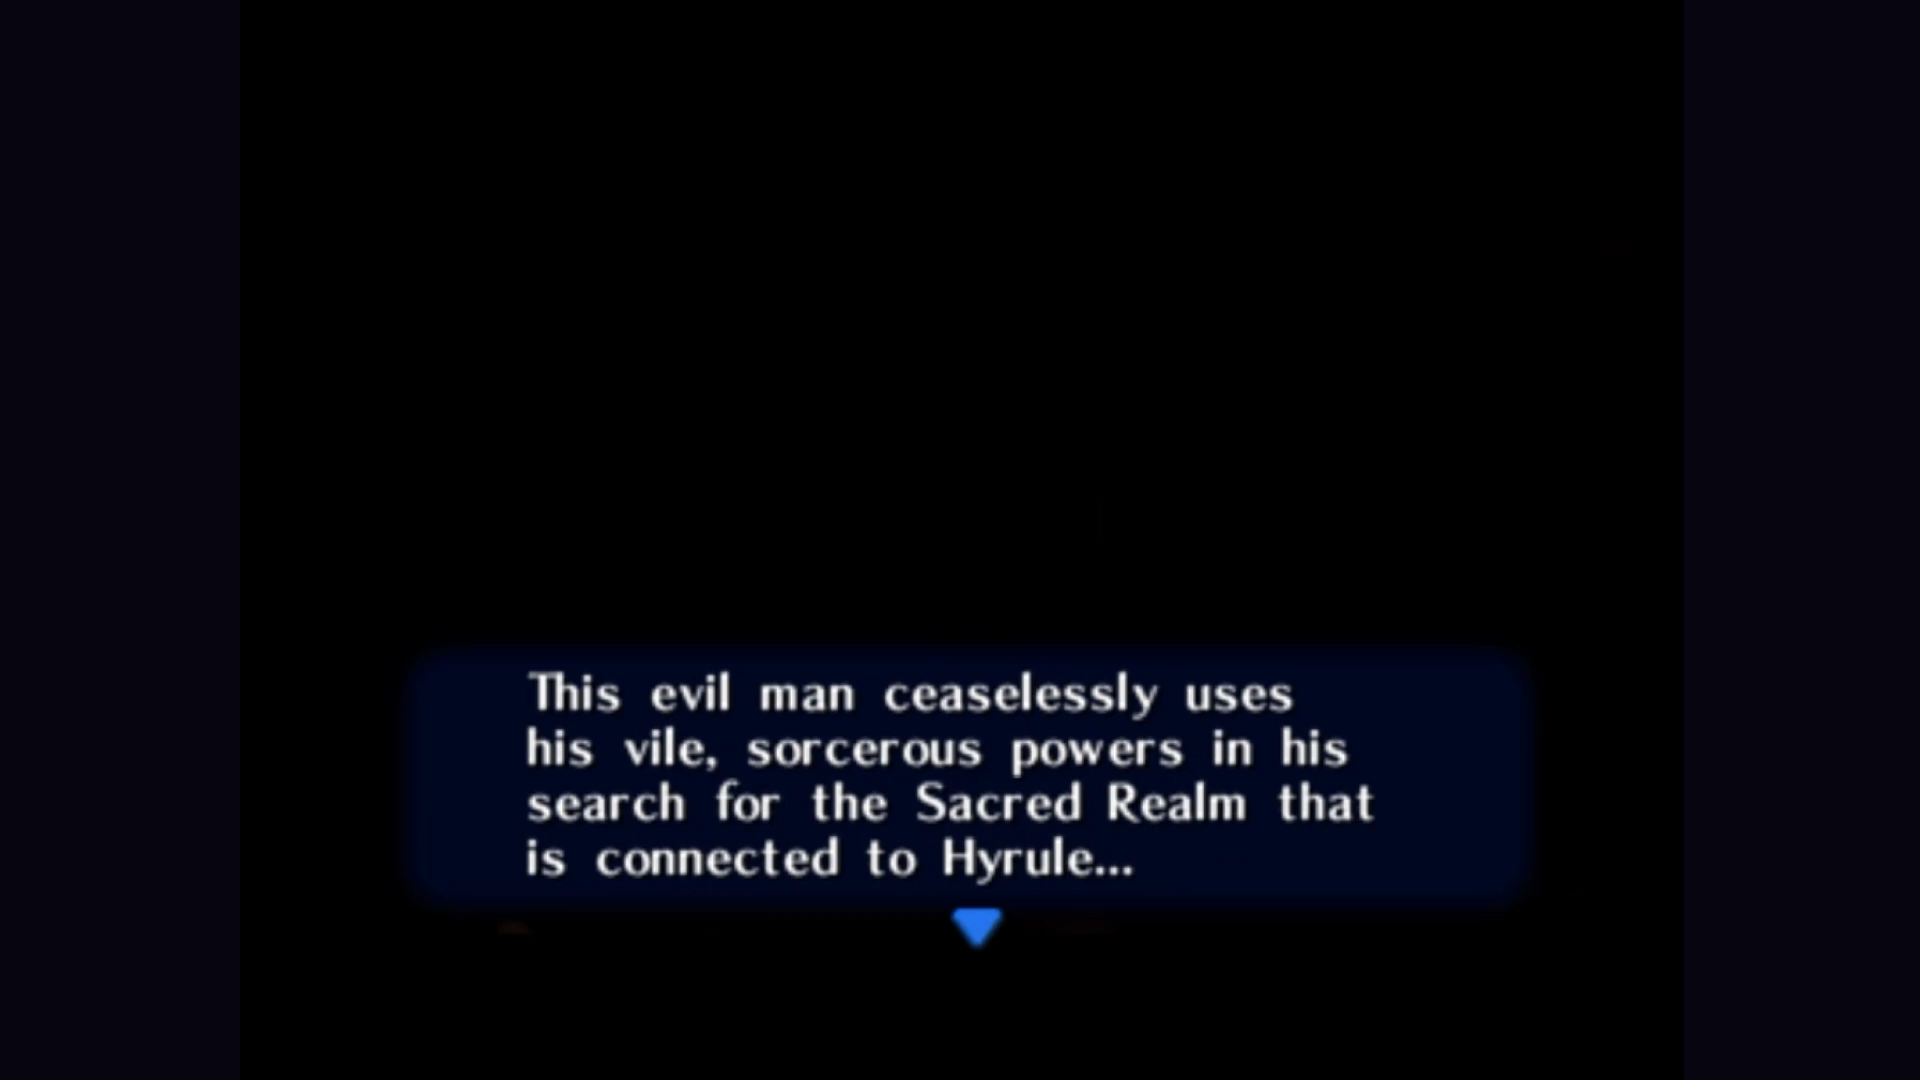 This evil man ceaselessly uses
his vile, sorcerous powers in his
search for the Sacred Realm that
is connected to Hyrule...